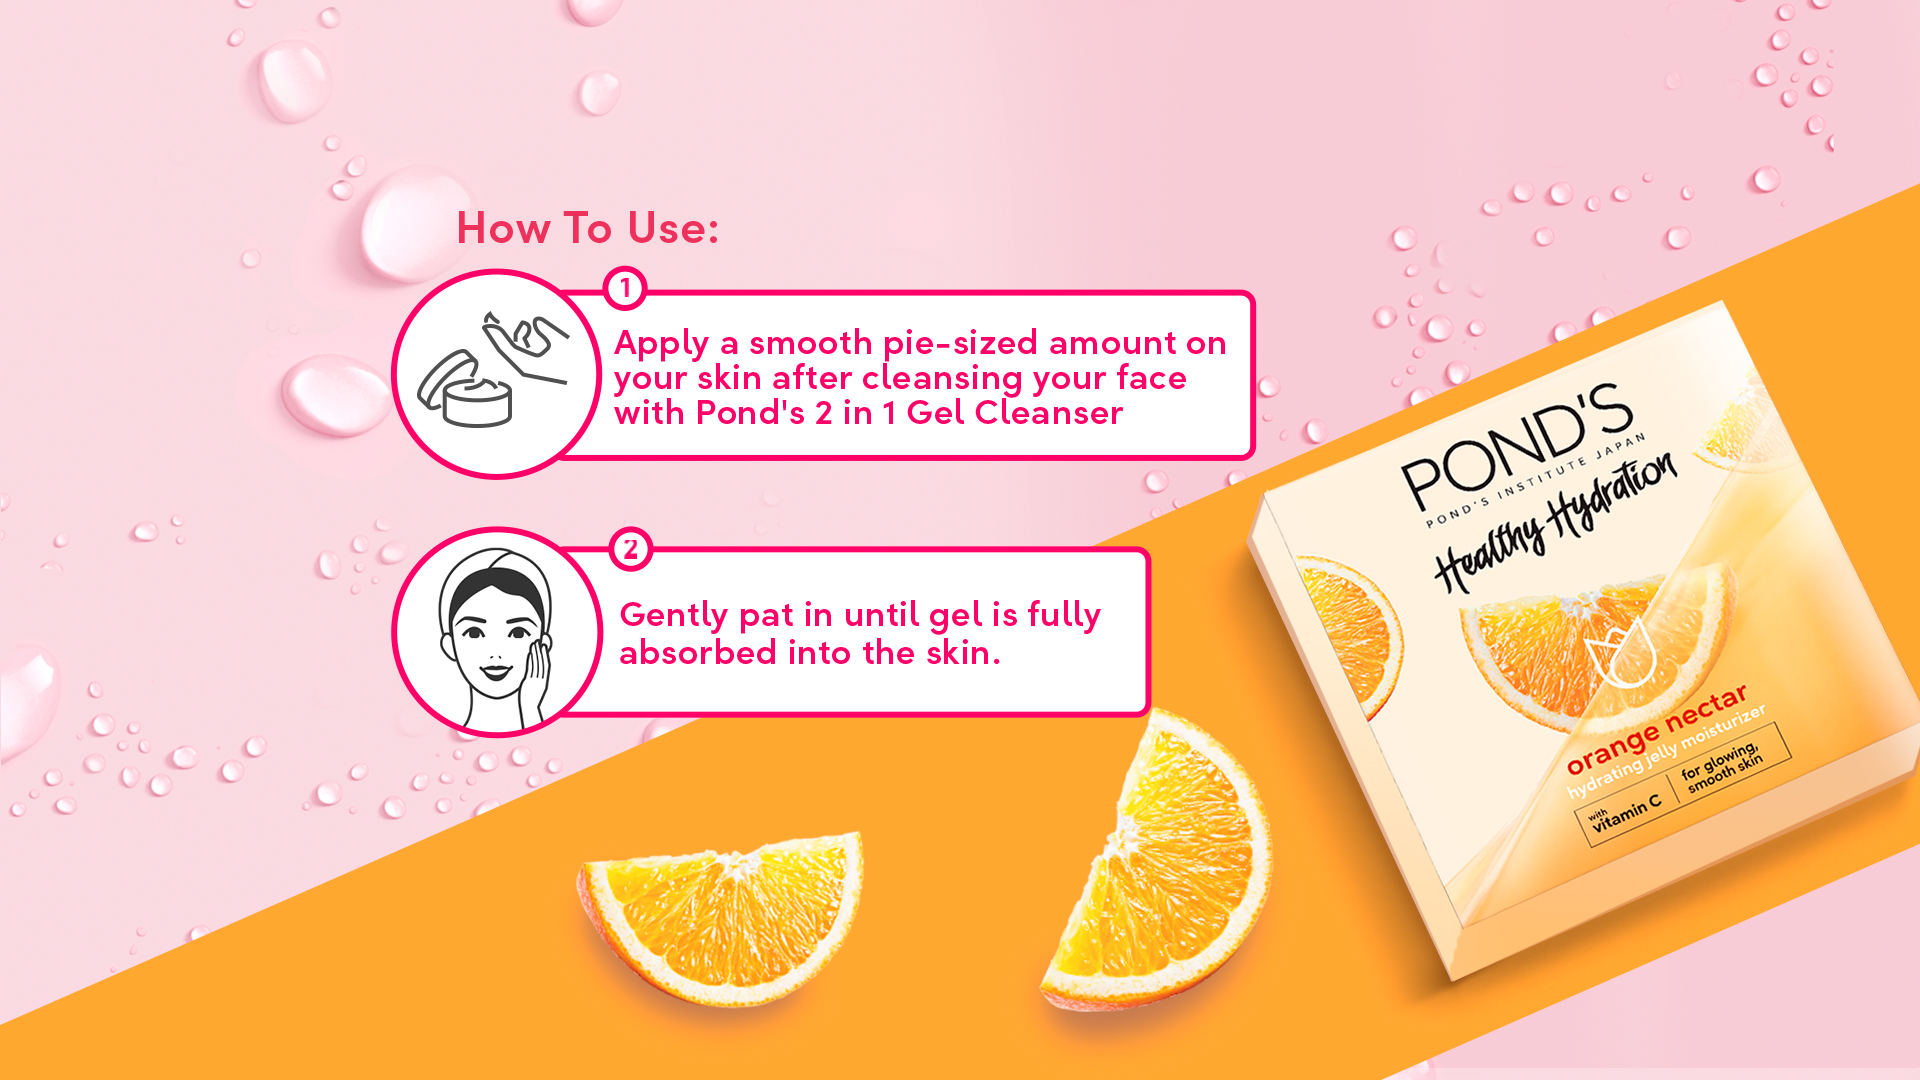 How To Use:
1
Apply a smooth pie-sized amount on
your skin after cleansing your face
with Pond's 2 in 1 Gel Cleanser
2
Gently pat in until gel is fully
absorbed into the skin.
POND'S
POND'S INSTITUTE JAPAN
Healthy Hydration
orange nectar
hydrating jelly moisturizer
with
vitamin C
for glowing,
smooth skin